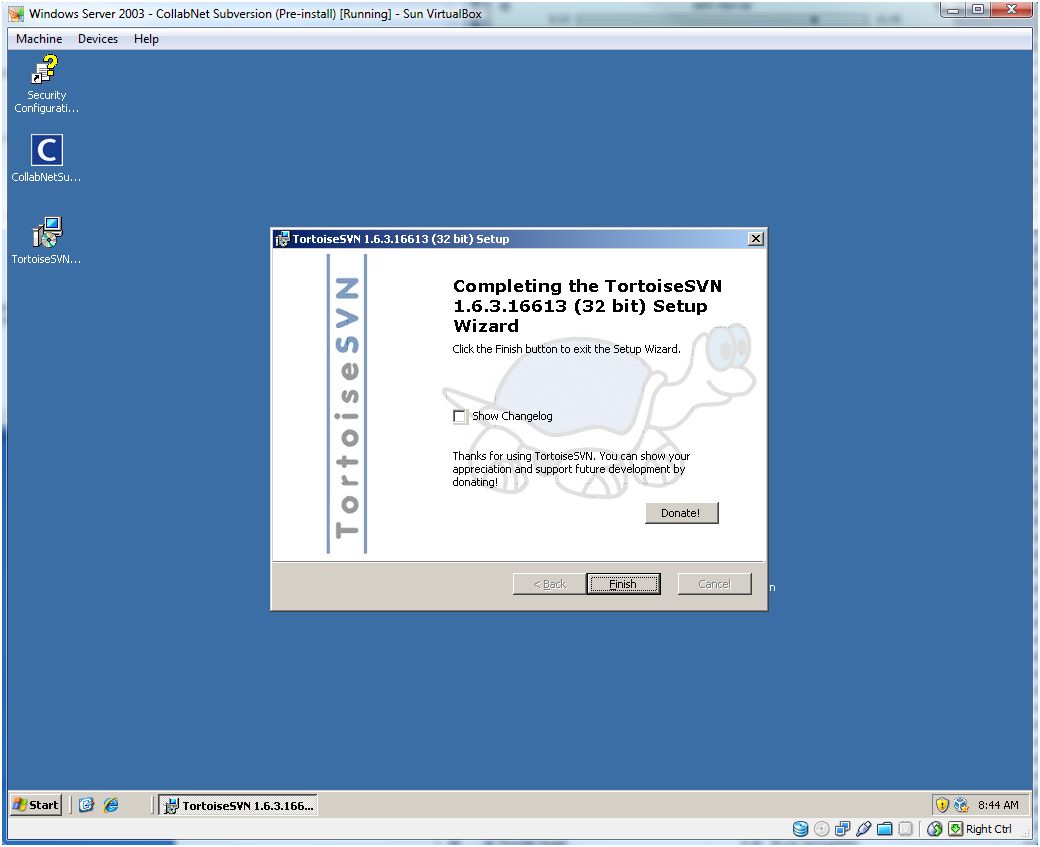 Windows Server 2003 - CollabNet Subversion (Pre-install) [Running] - Sun VirtualBox
Machine Devices Help
Security
Configurati...
CollabNetSu...
TortoiseSVN...
TortoiseSVN 1.6.3.16613 (32 bit) Setup
TortoiseSVN
Completing the TortoiseSVN
1.6.3.16613 (32 bit) Setup
Wizard
Click the Finish button to exit the Setup Wizard.
Show Changelog
Thanks for using TortoiseSVN. You can show your
appreciation and support future development by
donating!
Donate!
< Back Finish Cancel
n
Start TortoiseSVN 1.6.3.166... 8:44 AM
Right Ctrl